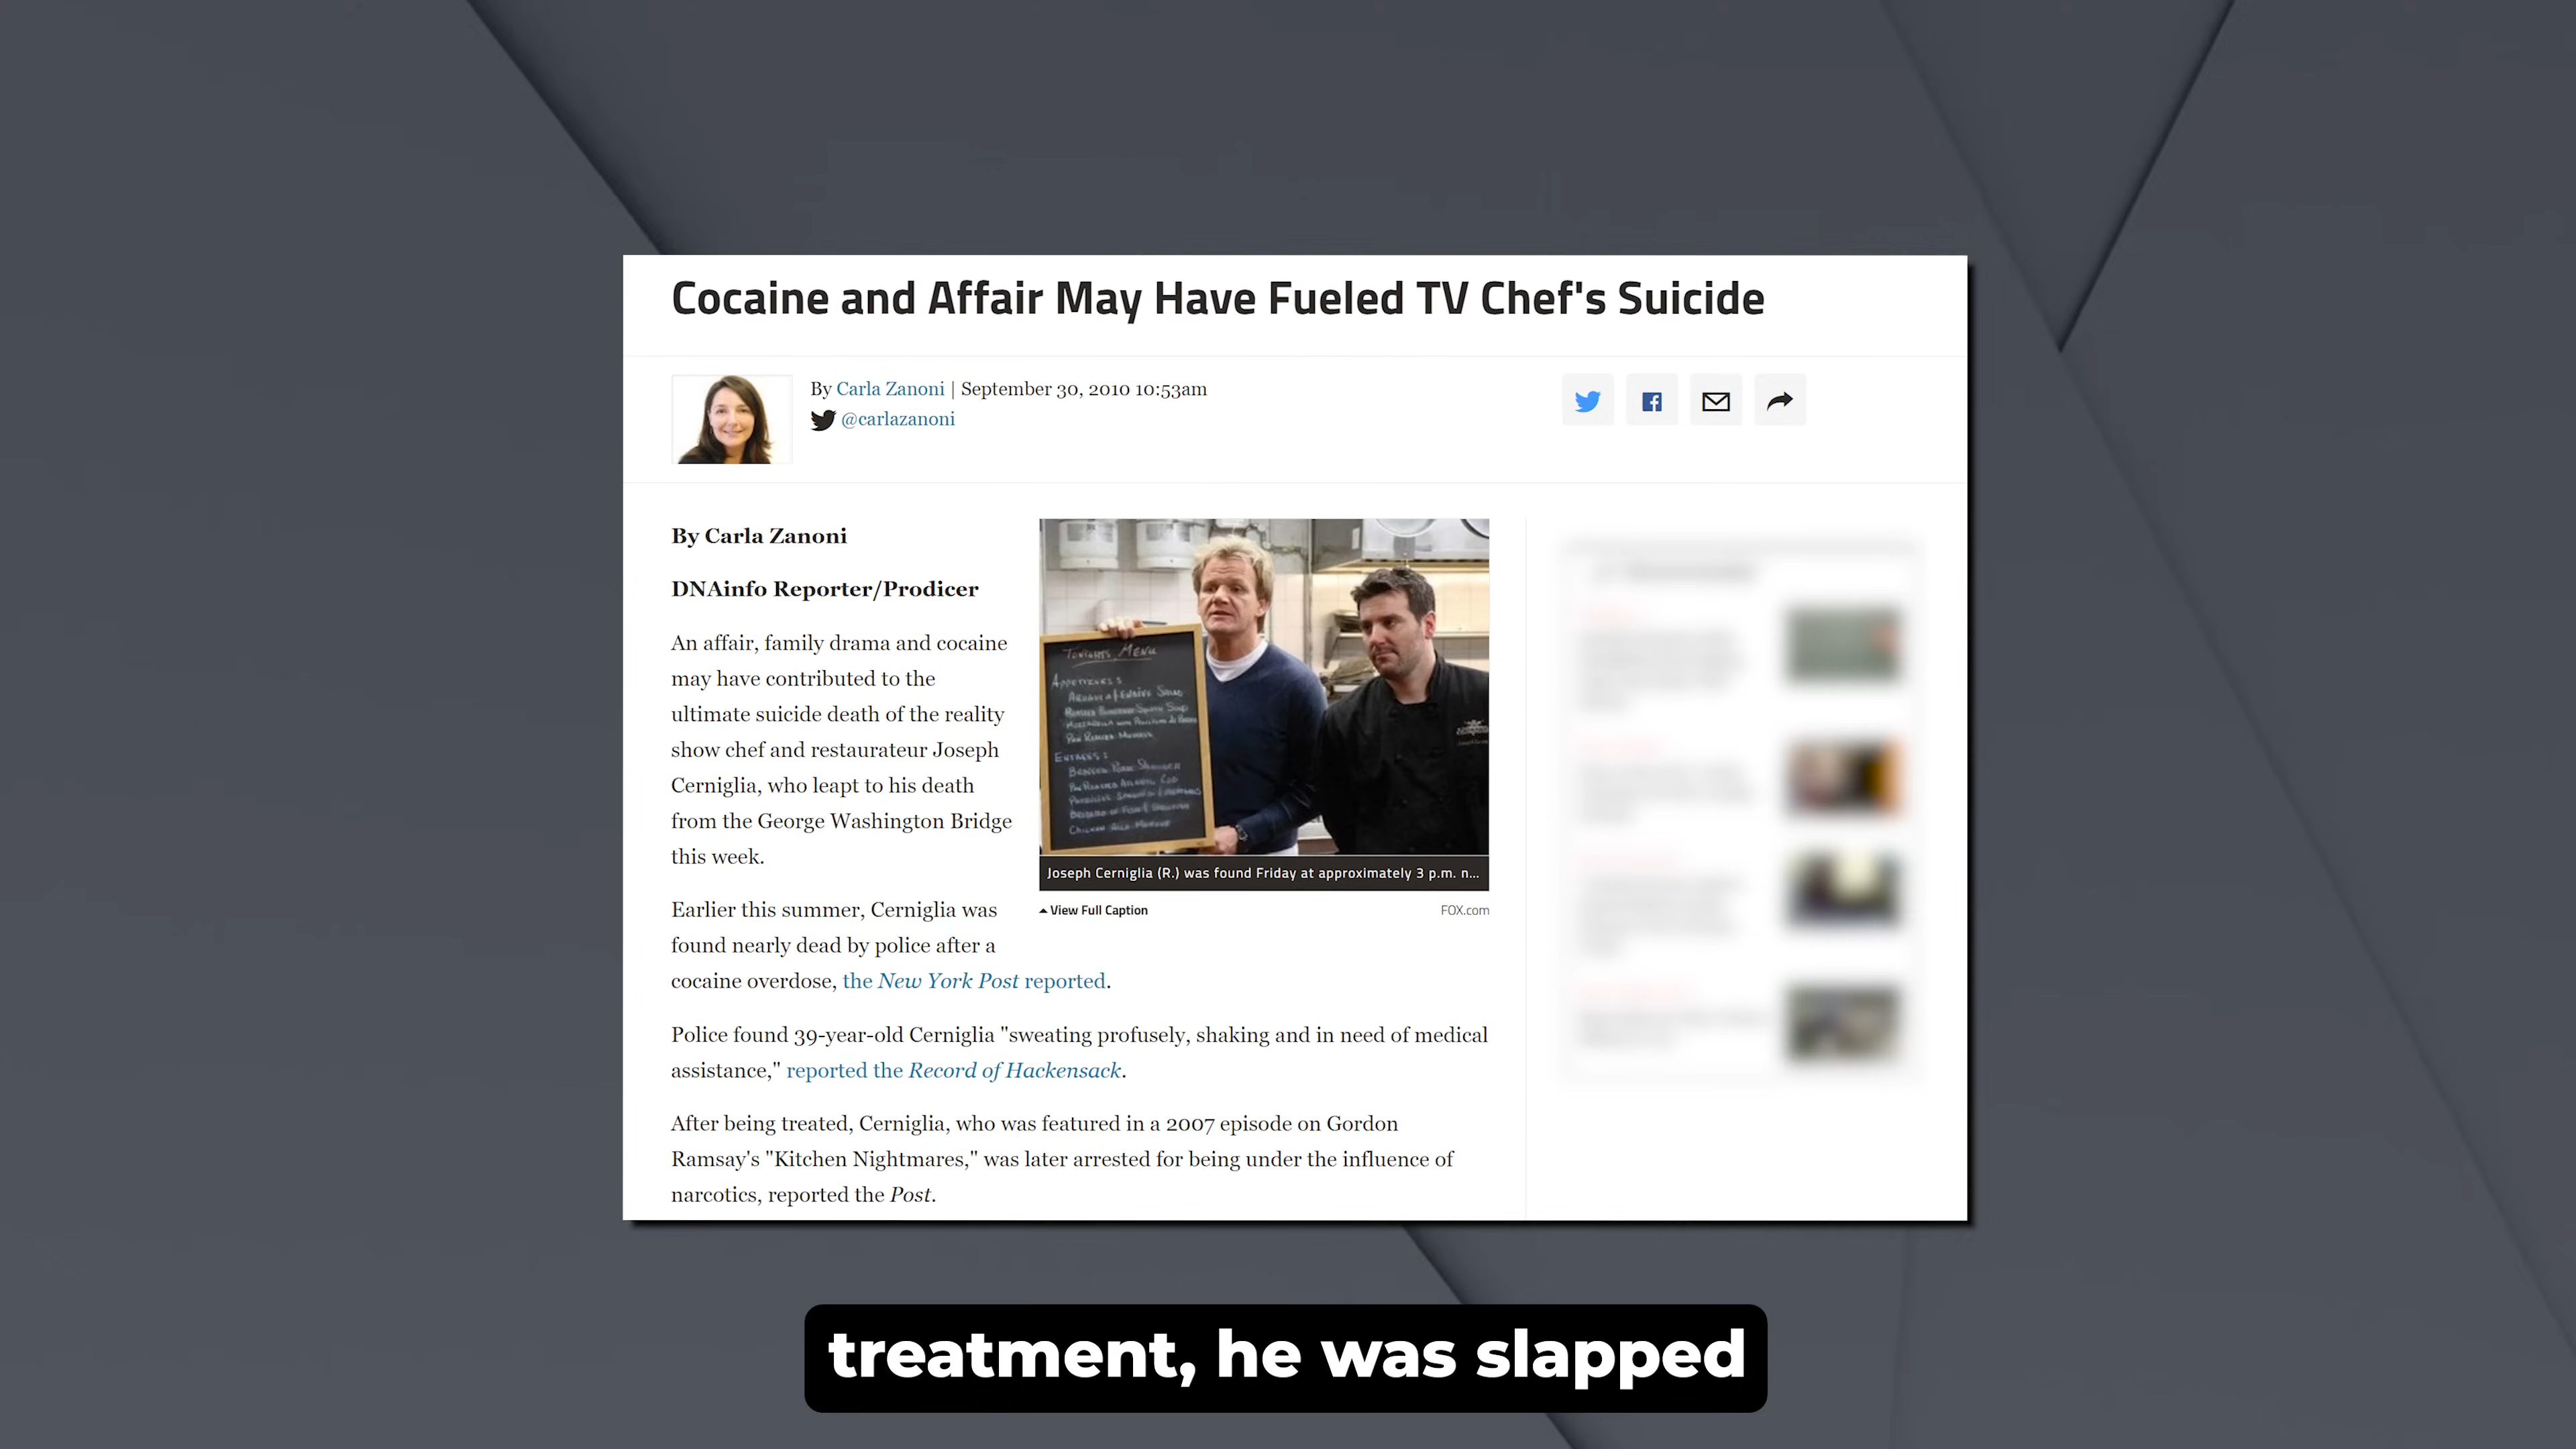 Cocaine and Affair May Have Fueled TV Chef's Suicide
By Carla Zanoni | September 30, 2010 10:53am
@carlazanoni
By Carla Zanoni
DNAinfo Reporter/Prodicer
An affair, family drama and cocaine
may have contributed to the
ultimate suicide death of the reality
show chef and restaurateur Joseph
Cerniglia, who leapt to his death
from the George Washington Bridge
this week.
Earlier this summer, Cerniglia was
found nearly dead by police after a
cocaine overdose, the New York Post reported.
Police found 39-year-old Cerniglia "sweating profusely, shaking and in need of medical
assistance," reported the Record of Hackensack.
After being treated, Cerniglia, who was featured in a 2007 episode on Gordon
Ramsay's "Kitchen Nightmares," was later arrested for being under the influence of
narcotics, reported the Post.
Tonights Menu
Appetizers:
Entrees:
Joseph Cerniglia (R.) was found Friday at approximately 3 p.m. n...
View Full Caption
FOX.com
treatment, he was slapped